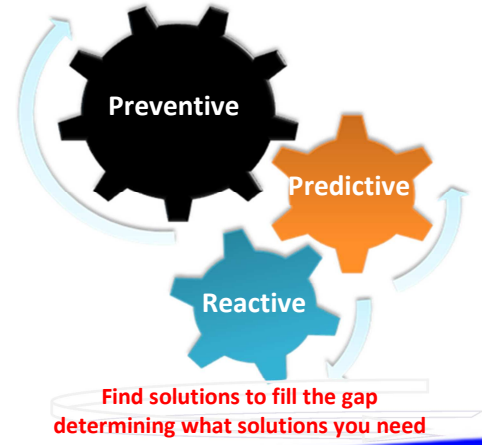 Preventive
Predictive
Reactive
Find solutions to fill the gap
determining what solutions you need